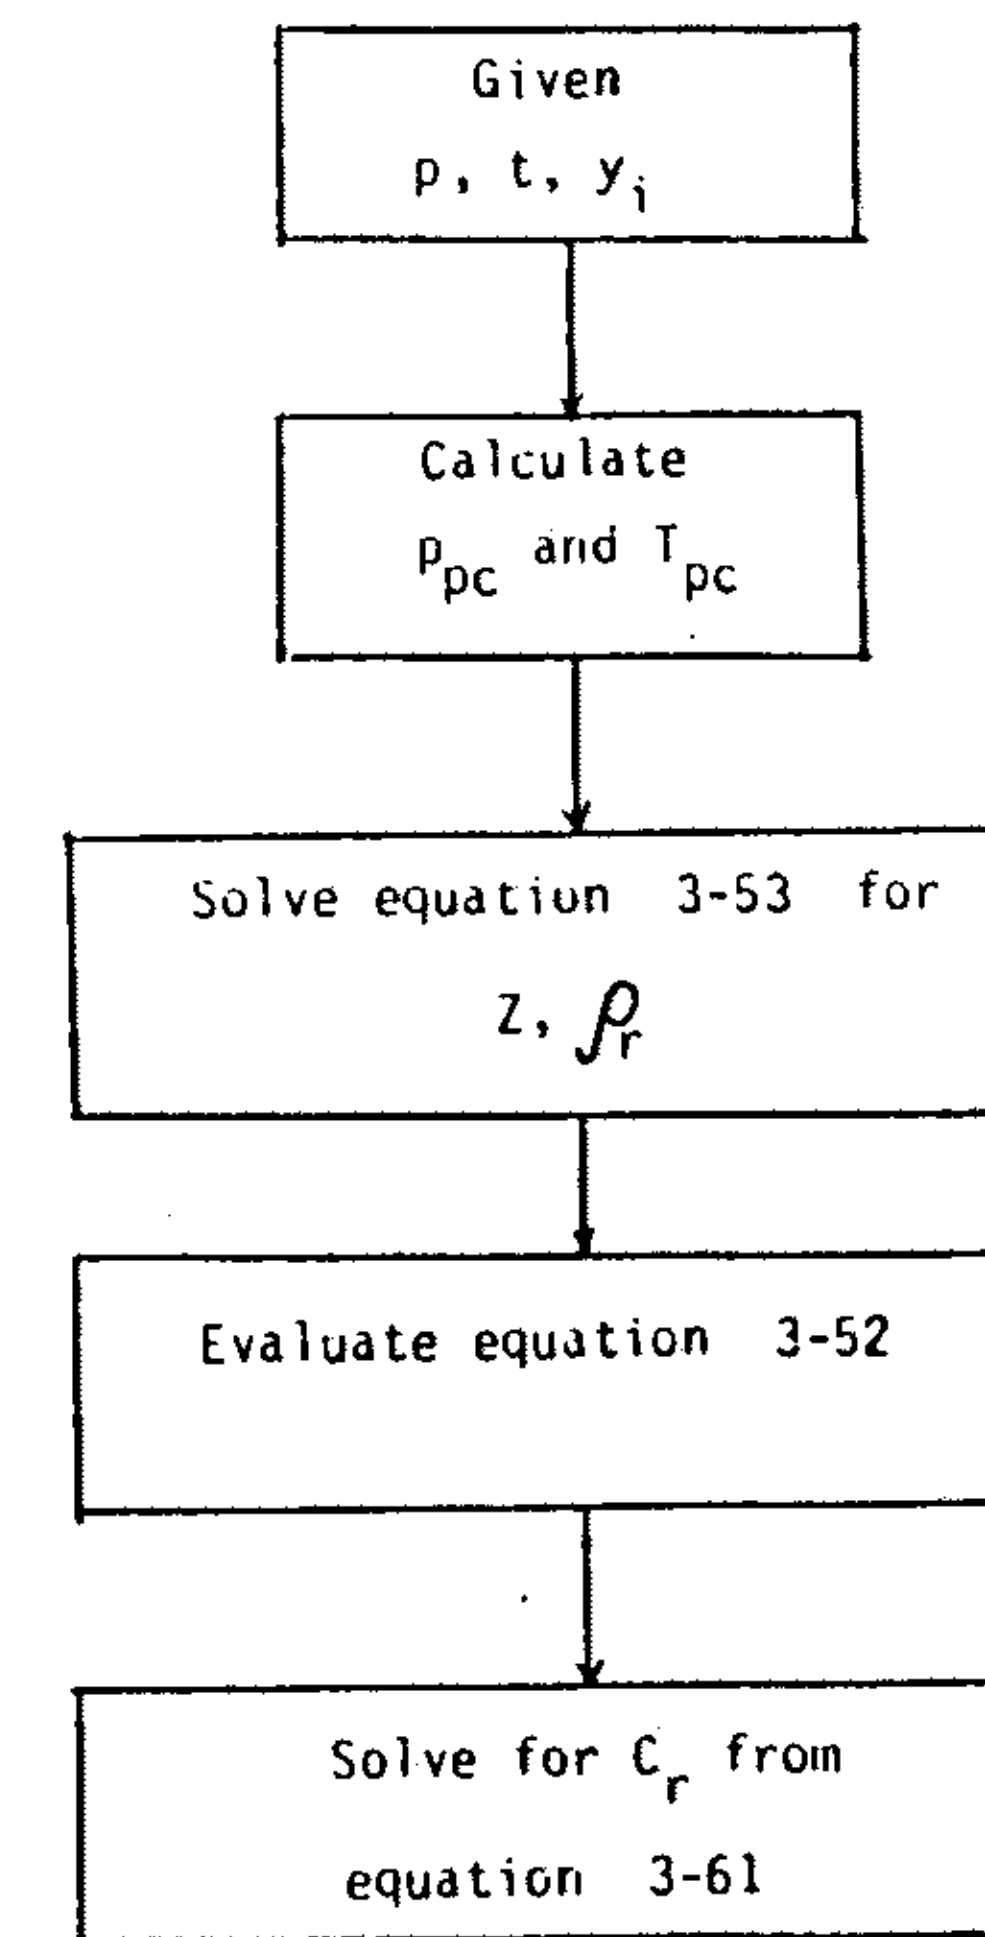 Given
p, t, y_i
Calculate
p_pc and T_pc
Solve equation 3-53 for
Z, ρ_r
Evaluate equation 3-52
Solve for C_r from
equation 3-61